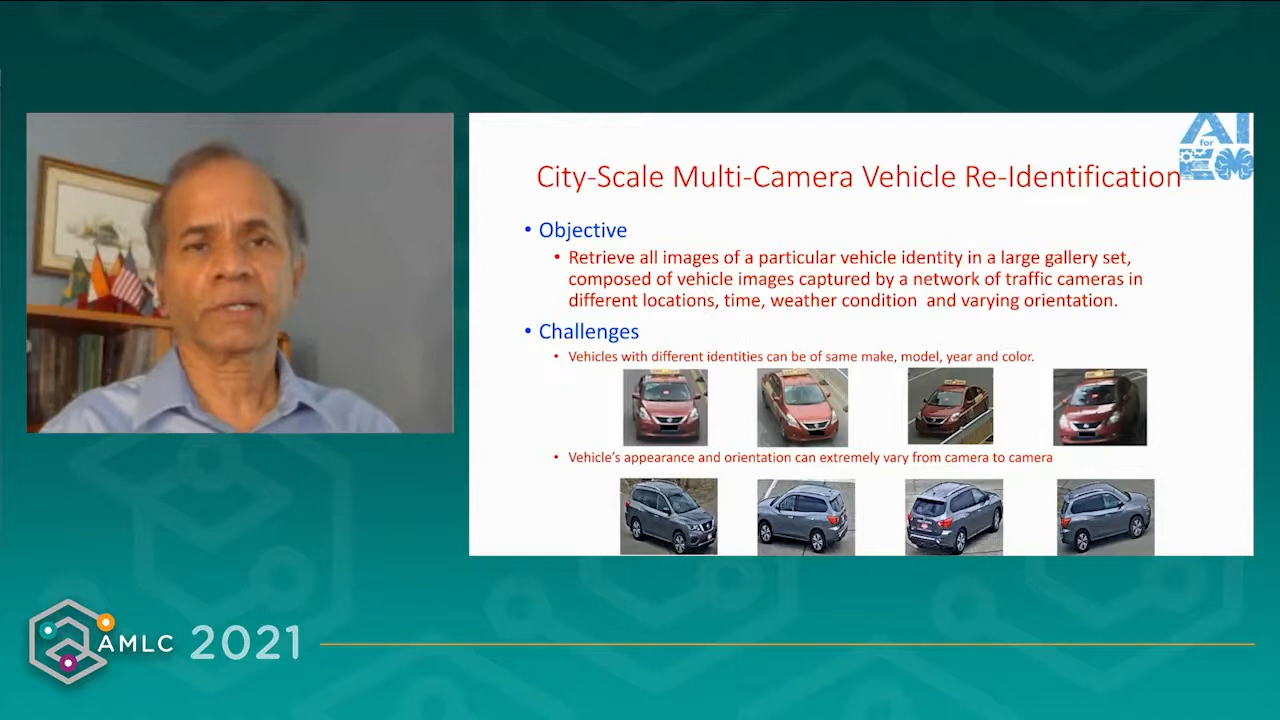 AI
for
E
City-Scale Multi-Camera Vehicle Re-Identification
• Objective
• Retrieve all images of a particular vehicle identity in a large gallery set,
composed of vehicle images captured by a network of traffic cameras in
different locations, time, weather condition and varying orientation.
• Challenges
• Vehicles with different identities can be of same make, model, year and color.
• Vehicle's appearance and orientation can extremely vary from camera to camera
AMLC 2021